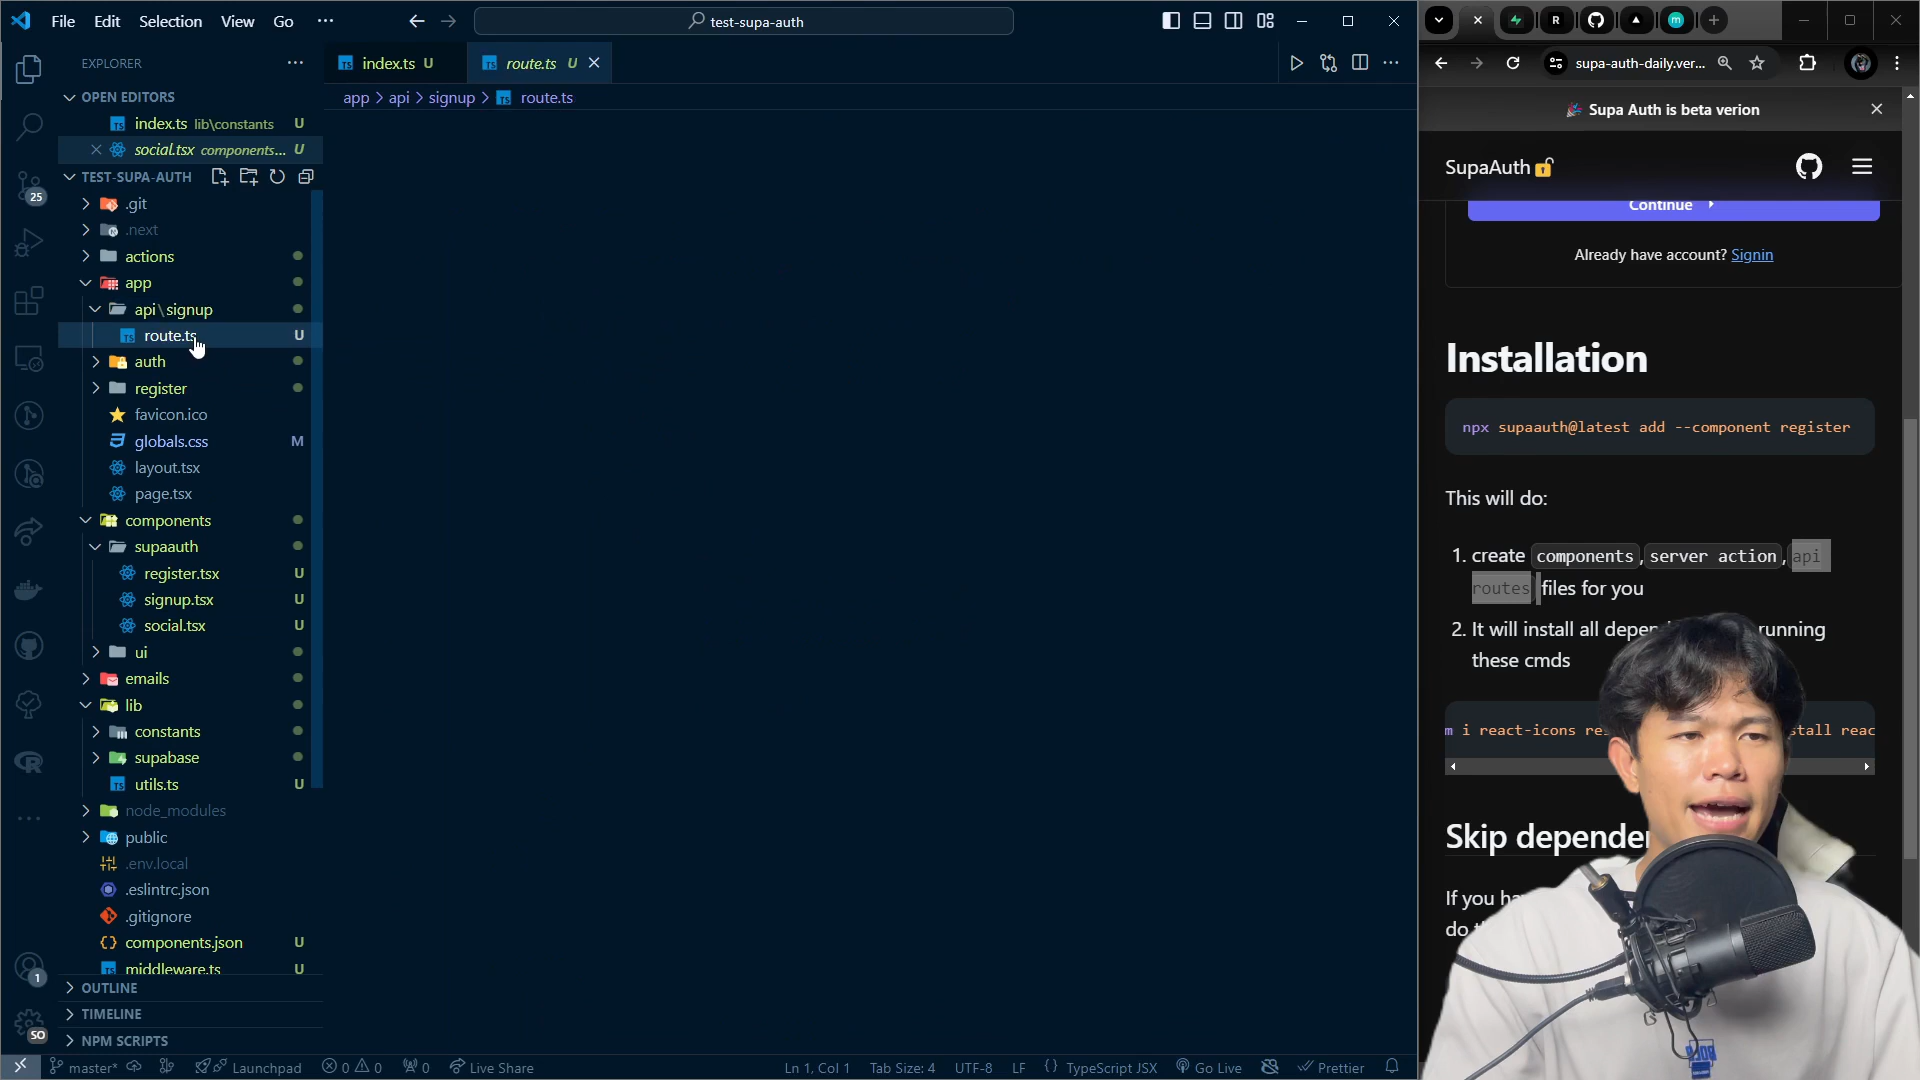 File Edit Selection View Go
test-supa-auth
EXPLORER
OPEN EDITORS
index.ts lib\constants U
social.tsx components... U
TEST-SUPA-AUTH
.git
.next
actions
app
api\signup
route.ts U
auth
register
favicon.ico
globals.css M
layout.tsx
page.tsx
components
supaauth
register.tsx U
signup.tsx U
social.tsx U
ui
emails
lib
constants
supabase
utils.ts U
node_modules
public
.env.local
.eslintrc.json
.gitignore
components.json U
middleware.ts U
OUTLINE
TIMELINE
NPM SCRIPTS
25
1
SO
index.ts U
route.ts U
app > api > signup > route.ts
master* Launchpad 0 0 0 Live Share
Ln 1, Col 1 Tab Size: 4 UTF-8 LF TypeScript JSX Go Live Prettier
supa-auth-daily.ver...
🎉 Supa Auth is beta verion
SupaAuth
Continue
Already have account? Signin
Installation
npx supaauth@latest add --component register
This will do:
1. create components, server action, api
routes files for you
2. It will install all depen running
these cmds
m i react-icons res stall reac
Skip depende
If you ha
do t